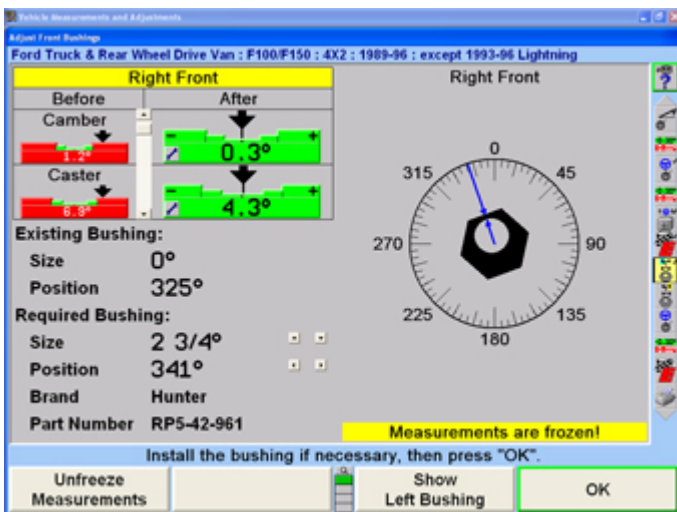 Vehicle Measurements and Adjustments
Adjust Front Bushings
Ford Truck & Rear Wheel Drive Van : F100/F150 : 4X2 : 1989-96 : except 1993-96 Lightning
Right Front
Before After
Camber
1.2°
- +
0.3°
Caster
6.8°
- +
4.3°
Existing Bushing:
Size 0°
Position 325°
Required Bushing:
Size 2 3/4°
Position 341°
Brand Hunter
Part Number RP5-42-961
Right Front
0
315 45
270 90
225 135
180
Measurements are frozen!
Install the bushing if necessary, then press "OK".
Unfreeze
Measurements
Show
Left Bushing
OK
?